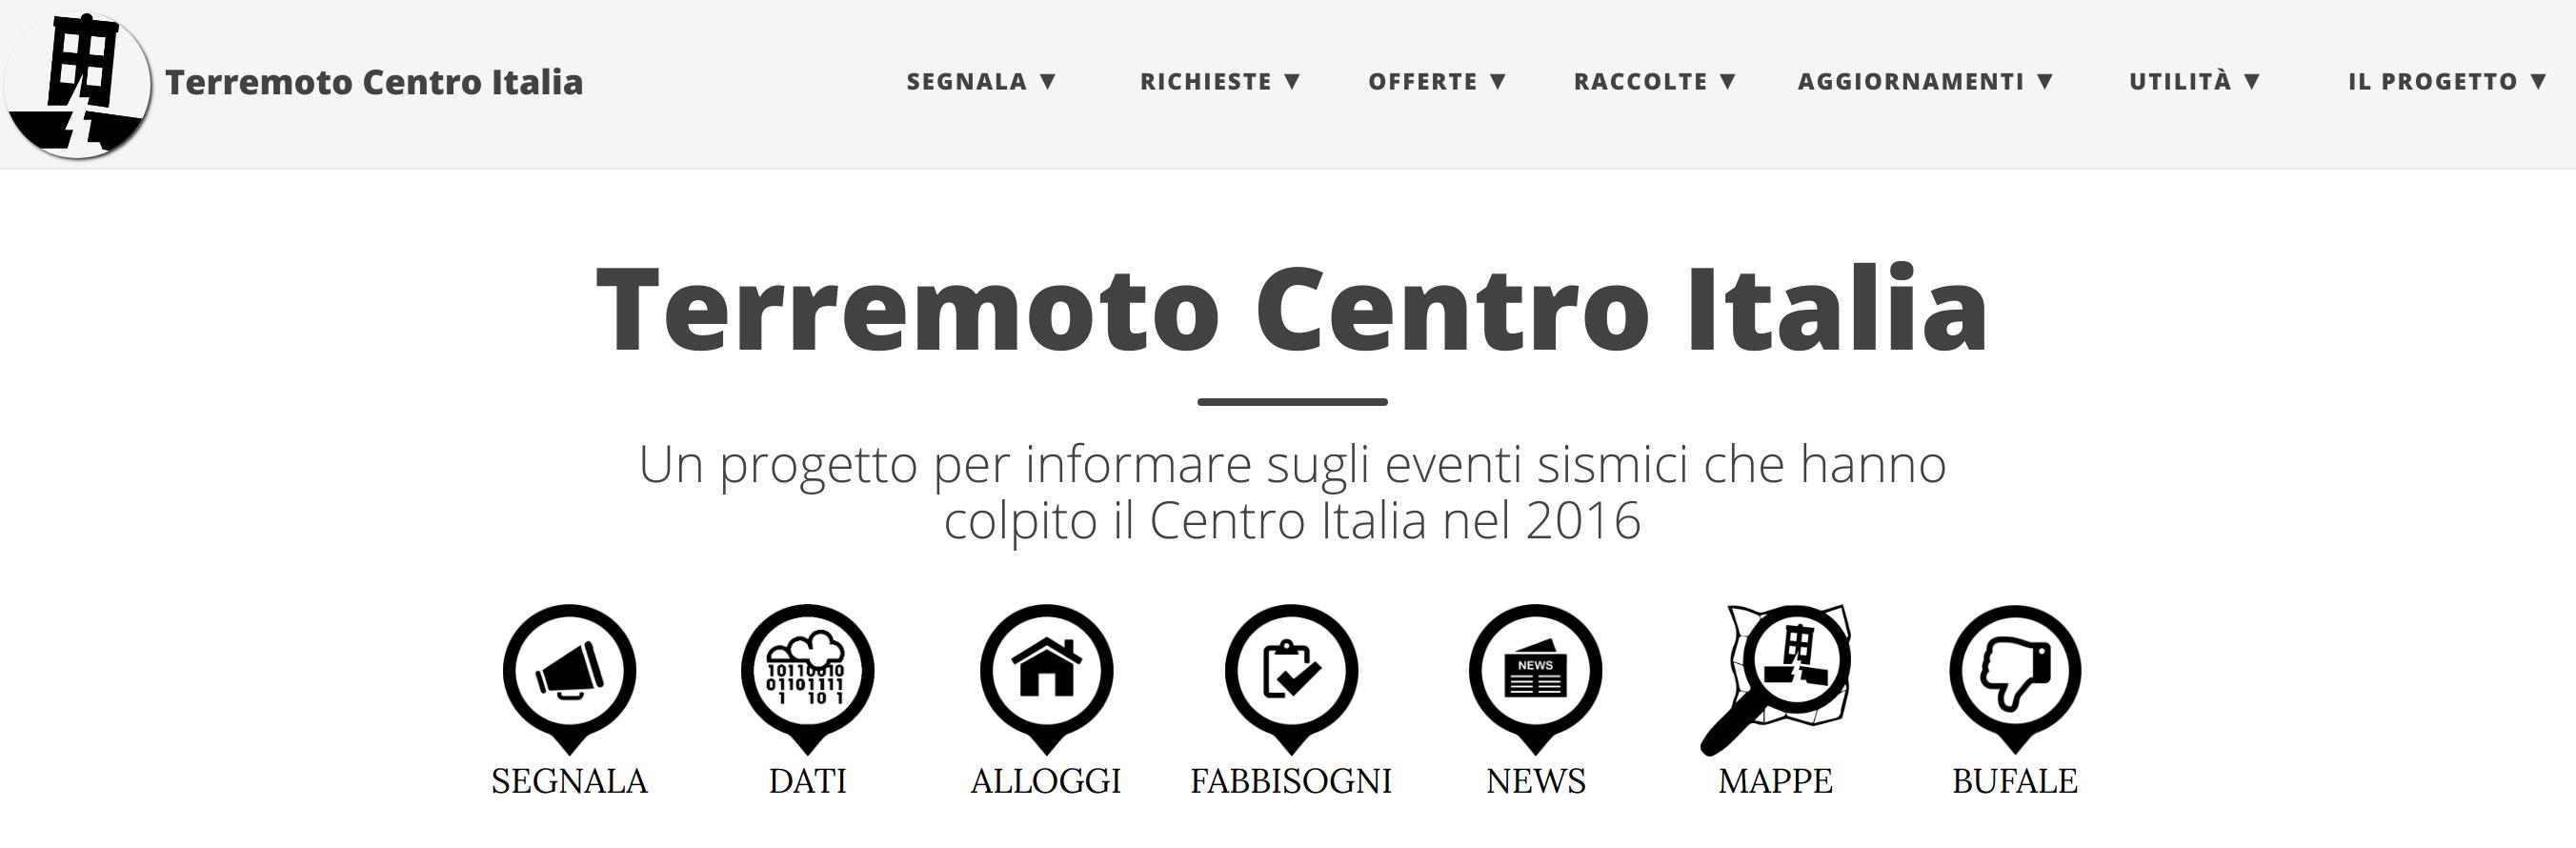 Terremoto Centro Italia
SEGNALA ▼ RICHIESTE ▼ OFFERTE ▼ RACCOLTE ▼ AGGIORNAMENTI ▼ UTILITÀ ▼ IL PROGETTO ▼
Terremoto Centro Italia
Un progetto per informare sugli eventi sismici che hanno
colpito il Centro Italia nel 2016
10110010
01101111
1 10 1
NEWS
SEGNALA DATI ALLOGGI FABBISOGNI NEWS MAPPE BUFALE